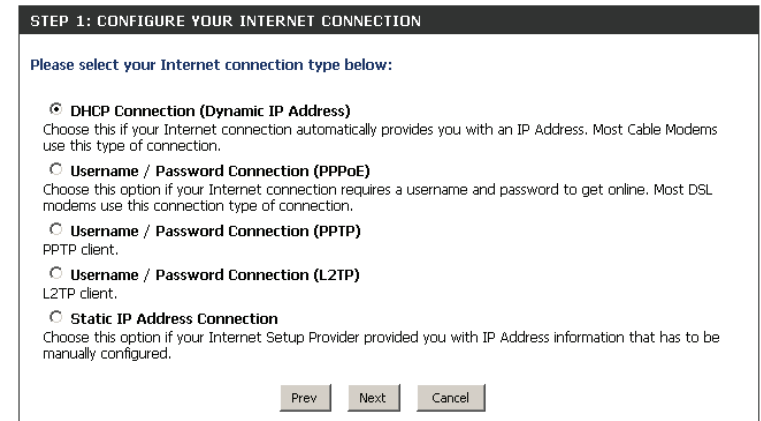 STEP 1: CONFIGURE YOUR INTERNET CONNECTION
Please select your Internet connection type below:
DHCP Connection (Dynamic IP Address)
Choose this if your Internet connection automatically provides you with an IP Address. Most Cable Modems
use this type of connection.
Username / Password Connection (PPPoE)
Choose this option if your Internet connection requires a username and password to get online. Most DSL
modems use this connection type of connection.
Username / Password Connection (PPTP)
PPTP client.
Username / Password Connection (L2TP)
L2TP client.
Static IP Address Connection
Choose this option if your Internet Setup Provider provided you with IP Address information that has to be
manually configured.
Prev Next Cancel